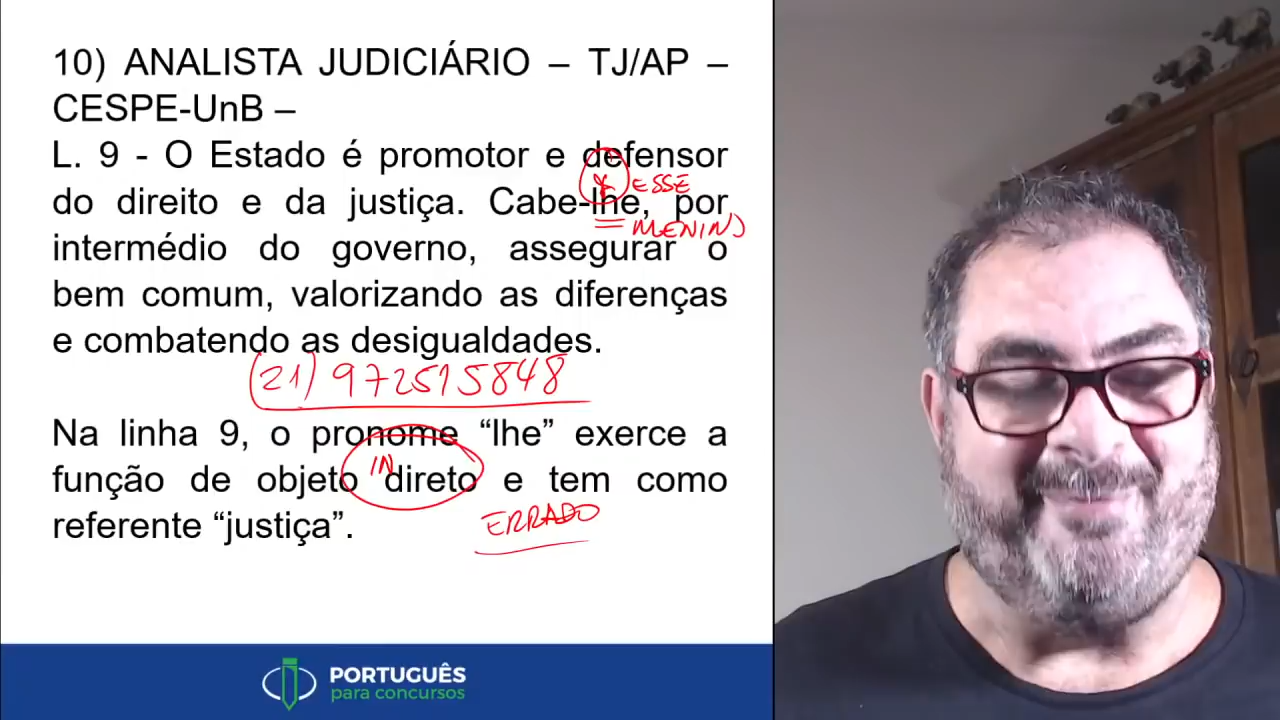 10) ANALISTA JUDICIÁRIO – TJ/AP –
CESPE-UnB –
L. 9 - O Estado é promotor e defensor
ESSE
do direito e da justiça. Cabe-lhe, por
MENINO
intermédio do governo, assegurar o
bem comum, valorizando as diferenças
e combatendo as desigualdades.
(21) 972515848
Na linha 9, o pronome “lhe” exerce a
IN
função de objeto direto e tem como
ERRADO
referente “justiça”.
PORTUGUÊS
para concursos